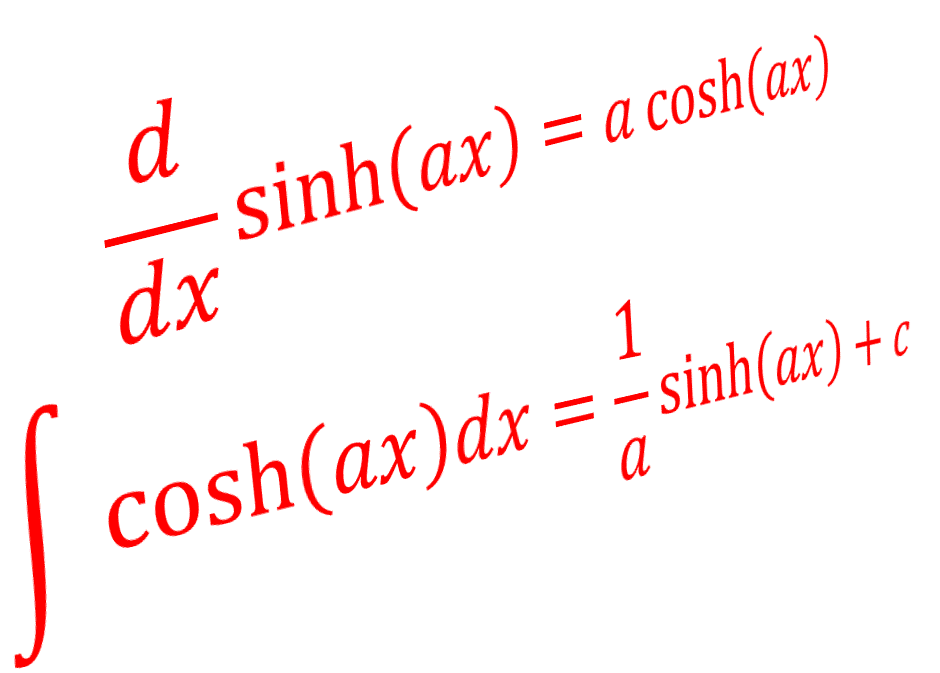 d/dx sinh(ax) = a cosh(ax)
∫ cosh(ax)dx = 1/a sinh(ax) + c